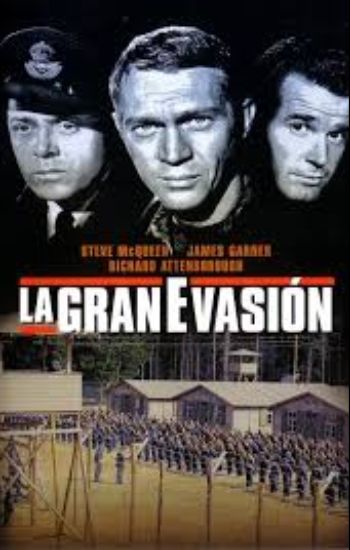 STEVE McQUEEN JAMES GARNER
RICHARD ATTENBOROUGH
LA GRAN EVASIÓN